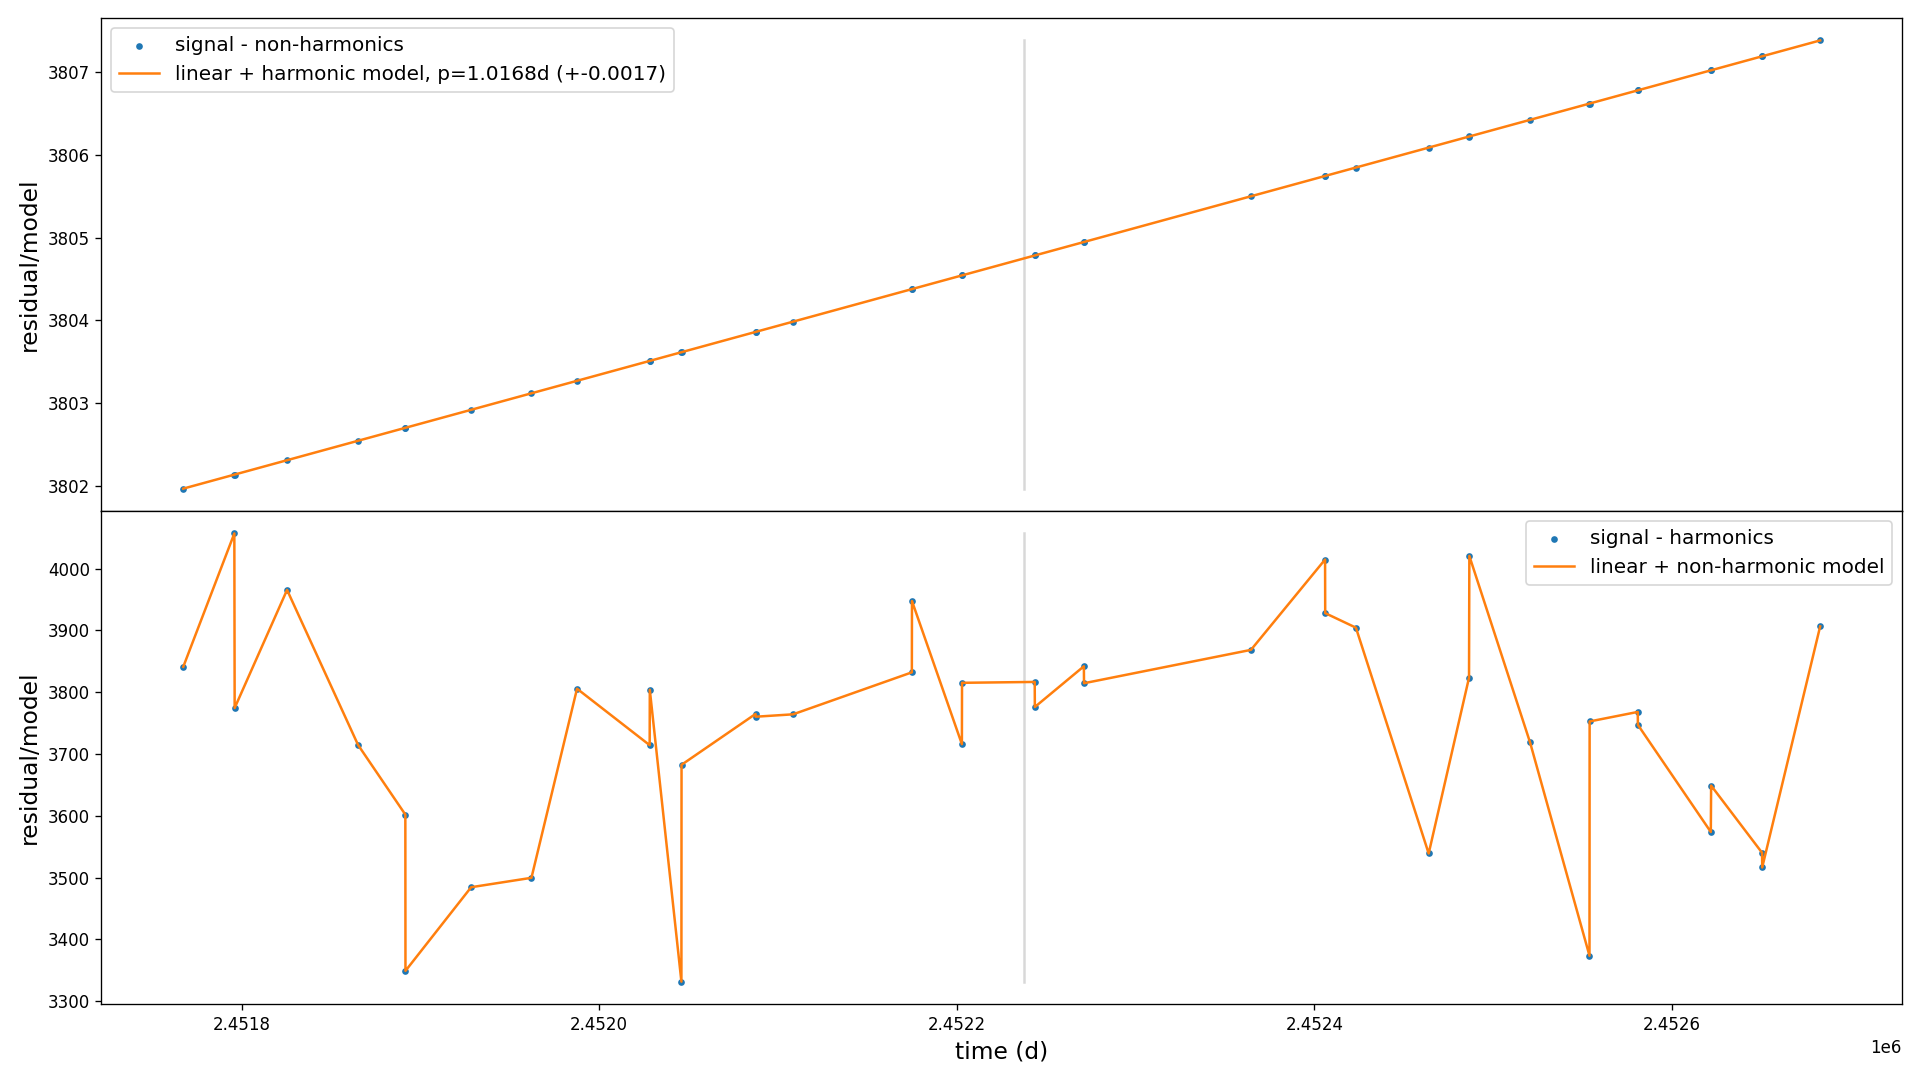 signal - non-harmonics
linear + harmonic model, p=1.0168d (+-0.0017)
3807
3806
3805
3804
3803
3802
residual/model
signal - harmonics
linear + non-harmonic model
4000
3900
3800
3700
3600
3500
3400
3300
residual/model
2.4518 2.4520 2.4522 2.4524 2.4526
time (d)
1e6